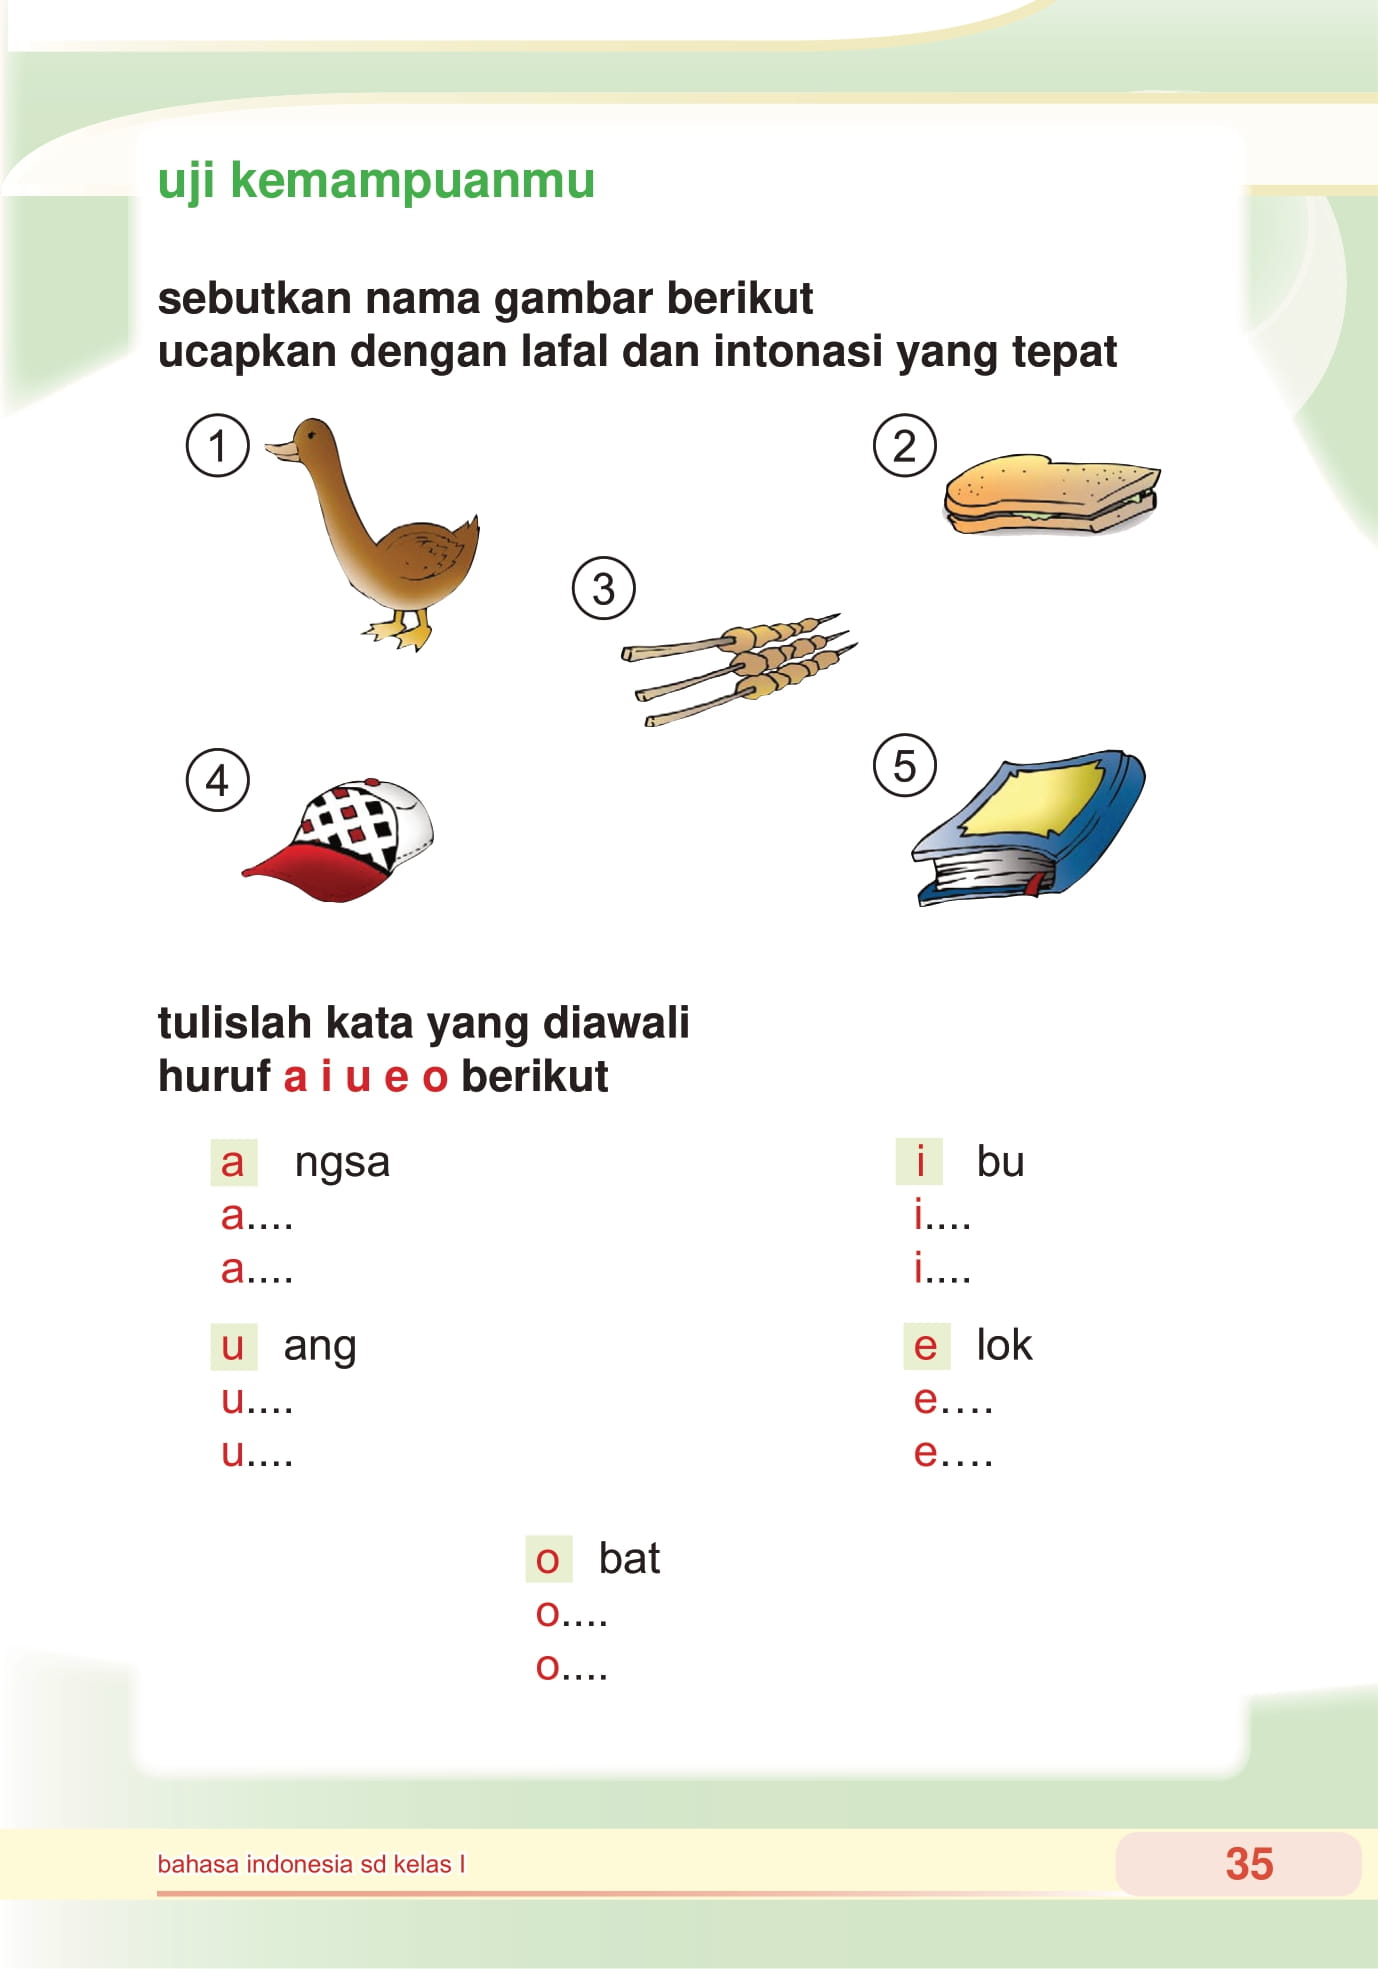 uji kemampuanmu
sebutkan nama gambar berikut
ucapkan dengan lafal dan intonasi yang tepat
1
2
3
4
5
tulislah kata yang diawali
huruf a i u e o berikut
a ngsa
a....
a....
i bu
i....
i....
u ang
u....
u....
e lok
e....
e....
o bat
o....
o....
bahasa indonesia sd kelas I
35